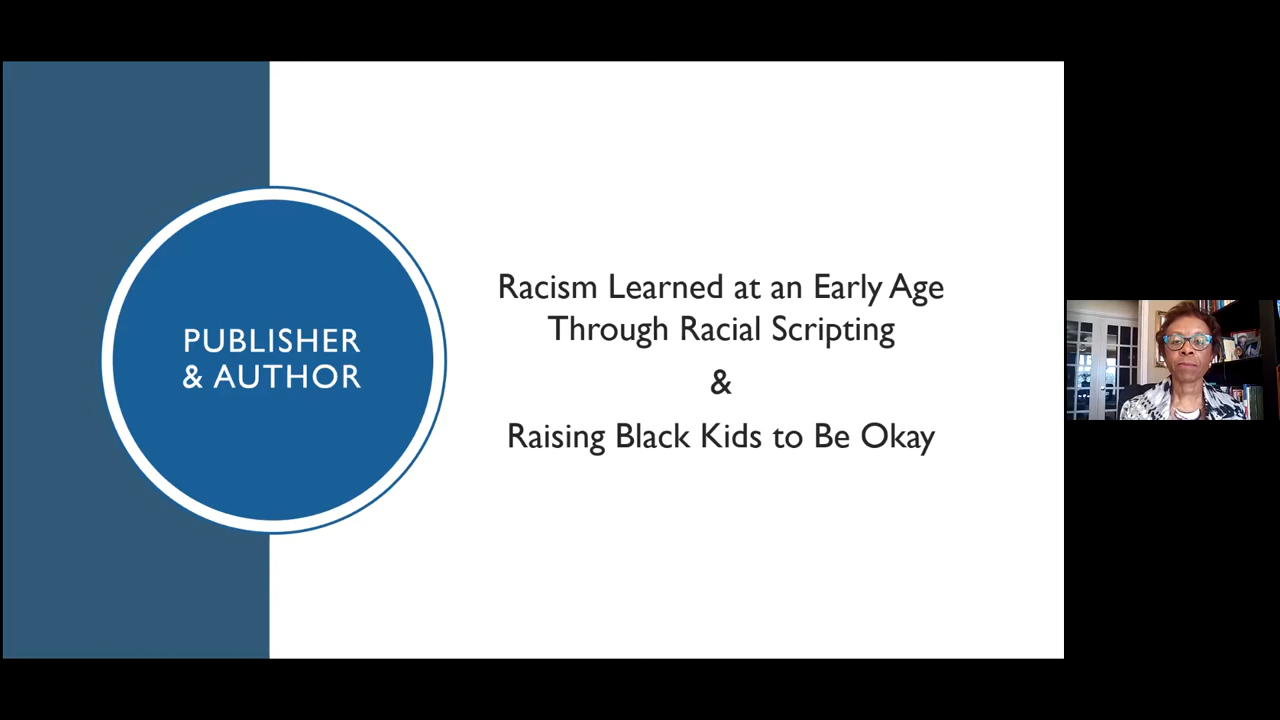 PUBLISHER
& AUTHOR
Racism Learned at an Early Age
Through Racial Scripting
&
Raising Black Kids to Be Okay